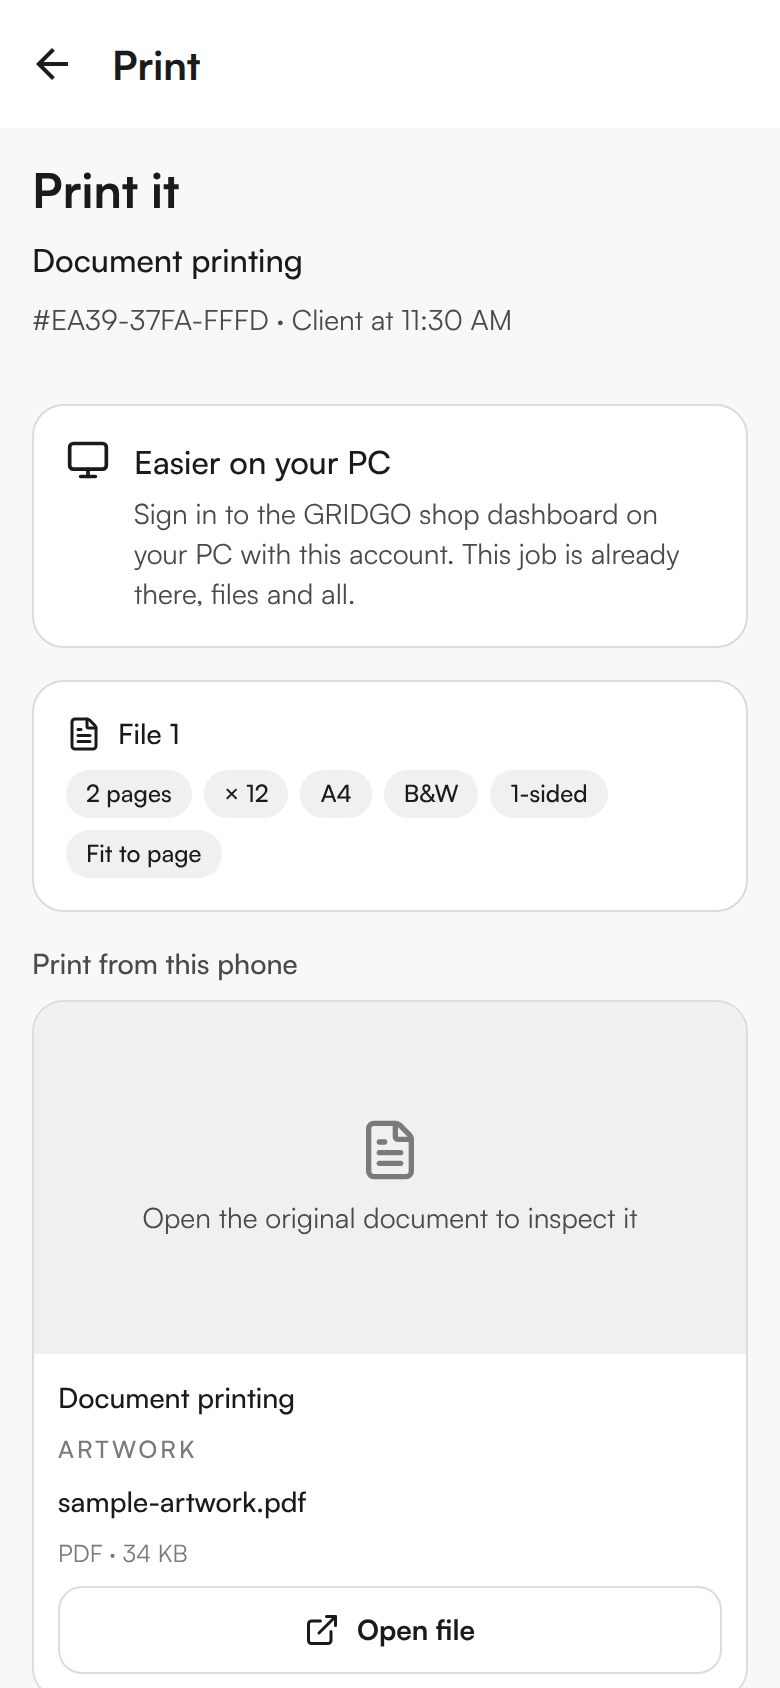 Print
Print it
Document printing
#EA39-37FA-FFFD · Client at 11:30 AM
Easier on your PC
Sign in to the GRIDGO shop dashboard on
your PC with this account. This job is already
there, files and all.
File 1
2 pages
× 12
A4
B&W
1-sided
Fit to page
Print from this phone
Open the original document to inspect it
Document printing
ARTWORK
sample-artwork.pdf
PDF · 34 KB
Open file